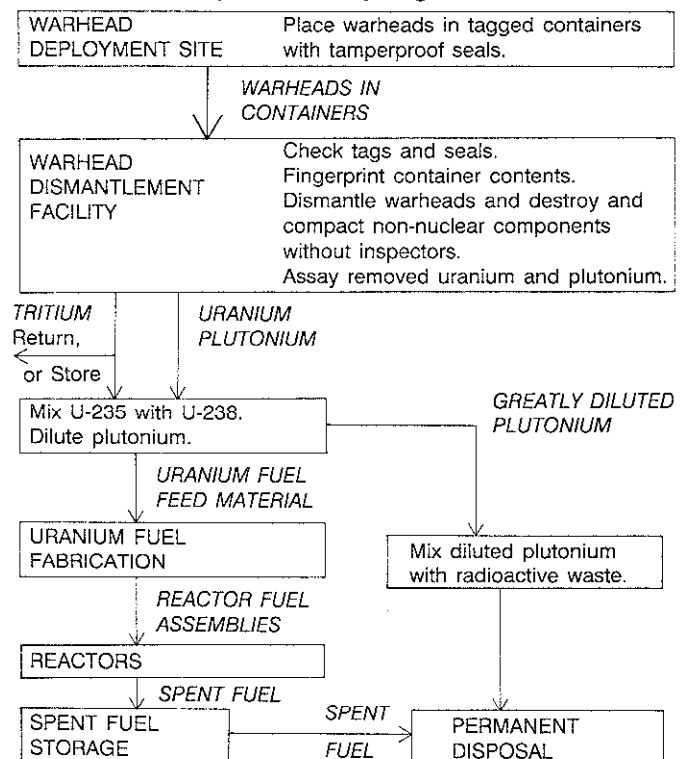 WARHEAD
DEPLOYMENT SITE
Place warheads in tagged containers
with tamperproof seals.
WARHEADS IN
CONTAINERS
WARHEAD
DISMANTLEMENT
FACILITY
Check tags and seals.
Fingerprint container contents.
Dismantle warheads and destroy and
compact non-nuclear components
without inspectors.
Assay removed uranium and plutonium.
TRITIUM
Return,
or Store
URANIUM
PLUTONIUM
Mix U-235 with U-238.
Dilute plutonium.
GREATLY DILUTED
PLUTONIUM
URANIUM FUEL
FEED MATERIAL
URANIUM FUEL
FABRICATION
Mix diluted plutonium
with radioactive waste.
REACTOR FUEL
ASSEMBLIES
REACTORS
SPENT FUEL
SPENT FUEL
STORAGE
SPENT
FUEL
PERMANENT
DISPOSAL